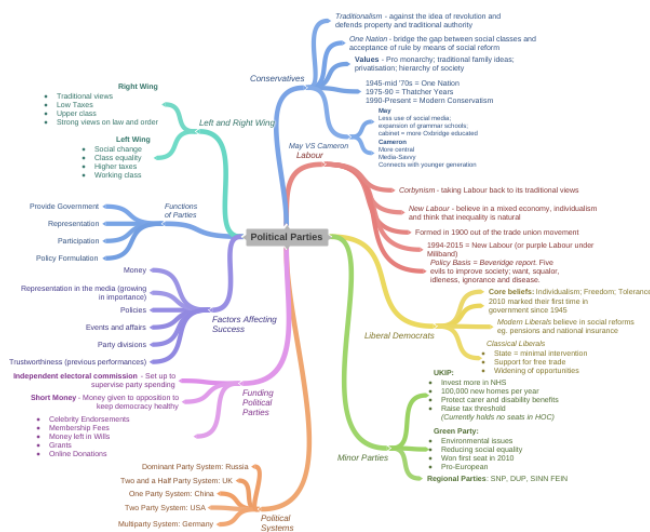 Political Parties
Conservatives
Traditionalism - against the idea of revolution and
defends property and traditional authority
One Nation - bridge the gap between social classes and
acceptance of rule by means of social reform
Values - Pro monarchy; traditional family ideas;
privatisation; hierarchy of society
1945-mid '70s = One Nation
1975-90 = Thatcher Years
1990-Present = Modern Conservatism
May VS Cameron
May
Less use of social media;
expansion of grammar schools;
cabinet = more Oxbridge educated
Cameron
More central
Media-Savvy
Connects with younger generation
Labour
Corbynism - taking Labour back to its traditional views
New Labour - believe in a mixed economy, individualism
and think that inequality is natural
Formed in 1900 out of the trade union movement
1994-2015 = New Labour (or purple Labour under
Miliband)
Policy Basis = Beveridge report. Five
evils to improve society; want, squalor,
idleness, ignorance and disease.
Liberal Democrats
Core beliefs; Individualism; Freedom; Tolerance
2010 marked their first time in
government since 1945
Modern Liberals believe in social reforms
eg. pensions and national insurance
Classical Liberals
State = minimal intervention
Support for free trade
Widening of opportunities
Minor Parties
UKIP:
Invest more in NHS
100,000 new homes per year
Protect carer and disability benefits
Raise tax threshold
(Currently holds no seats in HOC)
Green Party:
Environmental issues
Reducing social equality
Won first seat in 2010
Pro-European
Regional Parties: SNP, DUP, SINN FEIN
Left and Right Wing
Right Wing
Traditional views
Low Taxes
Upper class
Strong views on law and order
Left Wing
Social change
Class equality
Higher taxes
Working class
Functions
of Parties
Provide Government
Representation
Participation
Policy Formulation
Factors Affecting
Success
Money
Representation in the media (growing
in importance)
Policies
Events and affairs
Party divisions
Trustworthiness (previous performances)
Funding
Political
Parties
Independent electoral commission - Set up to
supervise party spending
Short Money - Money given to opposition to
keep democracy healthy
Celebrity Endorsements
Membership Fees
Money left in Wills
Grants
Online Donations
Political
Systems
Dominant Party System: Russia
Two and a Half Party System: UK
One Party System: China
Two Party System: USA
Multiparty System: Germany